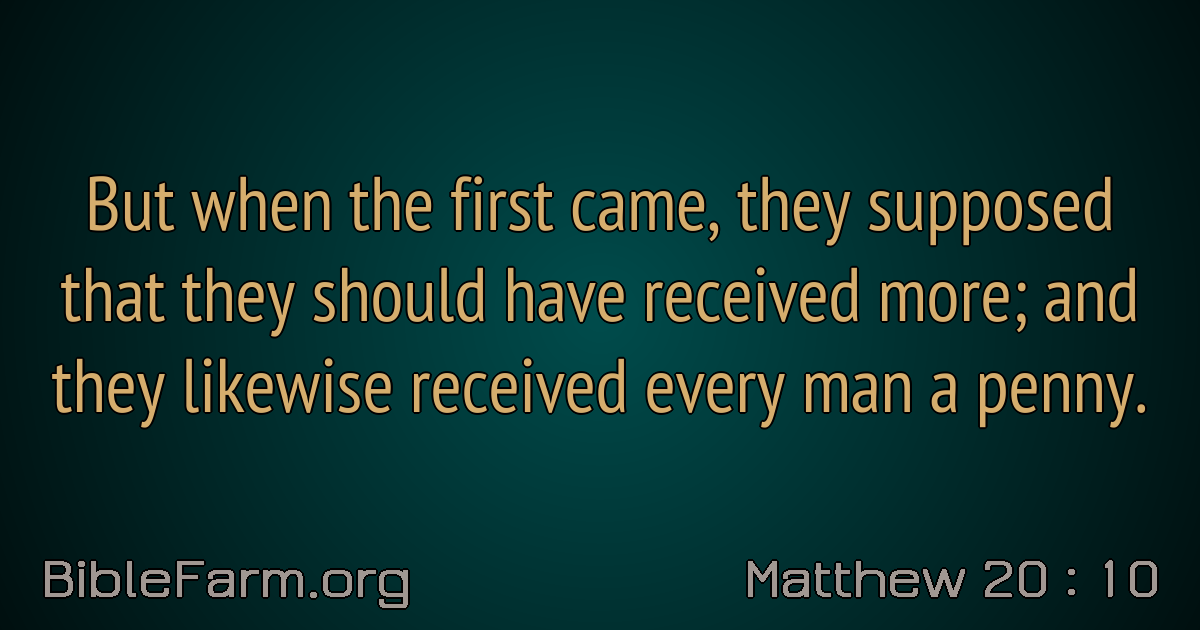 But when the first came, they supposed
that they should have received more; and
they likewise received every man a penny.
BibleFarm.org
Matthew 20 : 10